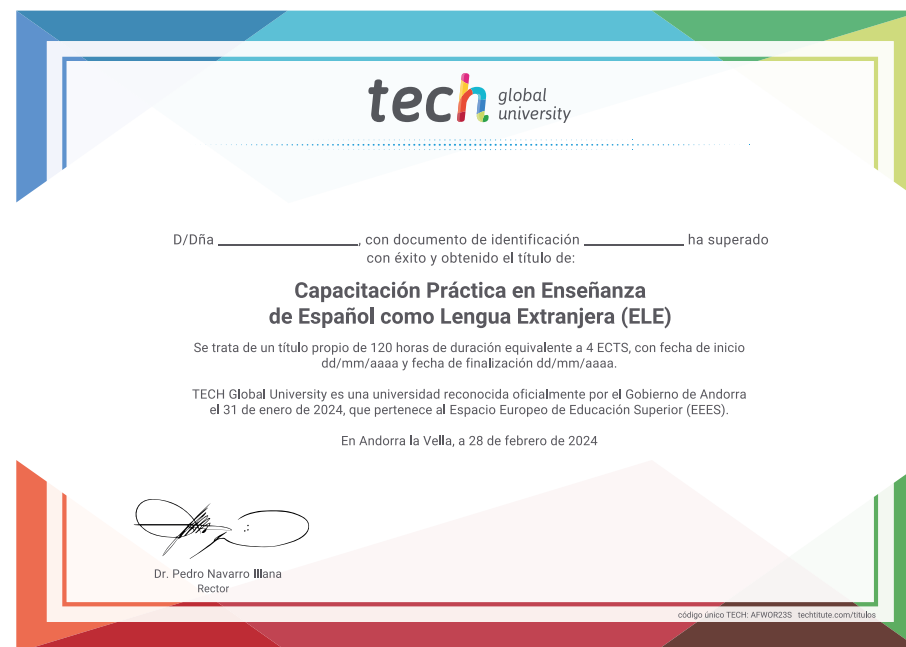 tech global university
D/Dña ____________________, con documento de identificación ______________ ha superado
con éxito y obtenido el título de:
Capacitación Práctica en Enseñanza
de Español como Lengua Extranjera (ELE)
Se trata de un título propio de 120 horas de duración equivalente a 4 ECTS, con fecha de inicio
dd/mm/aaaa y fecha de finalización dd/mm/aaaa.
TECH Global University es una universidad reconocida oficialmente por el Gobierno de Andorra
el 31 de enero de 2024, que pertenece al Espacio Europeo de Educación Superior (EEES).
En Andorra la Vella, a 28 de febrero de 2024
Dr. Pedro Navarro Illana
Rector
código único TECH: AFWOR23S techtitute.com/titulos